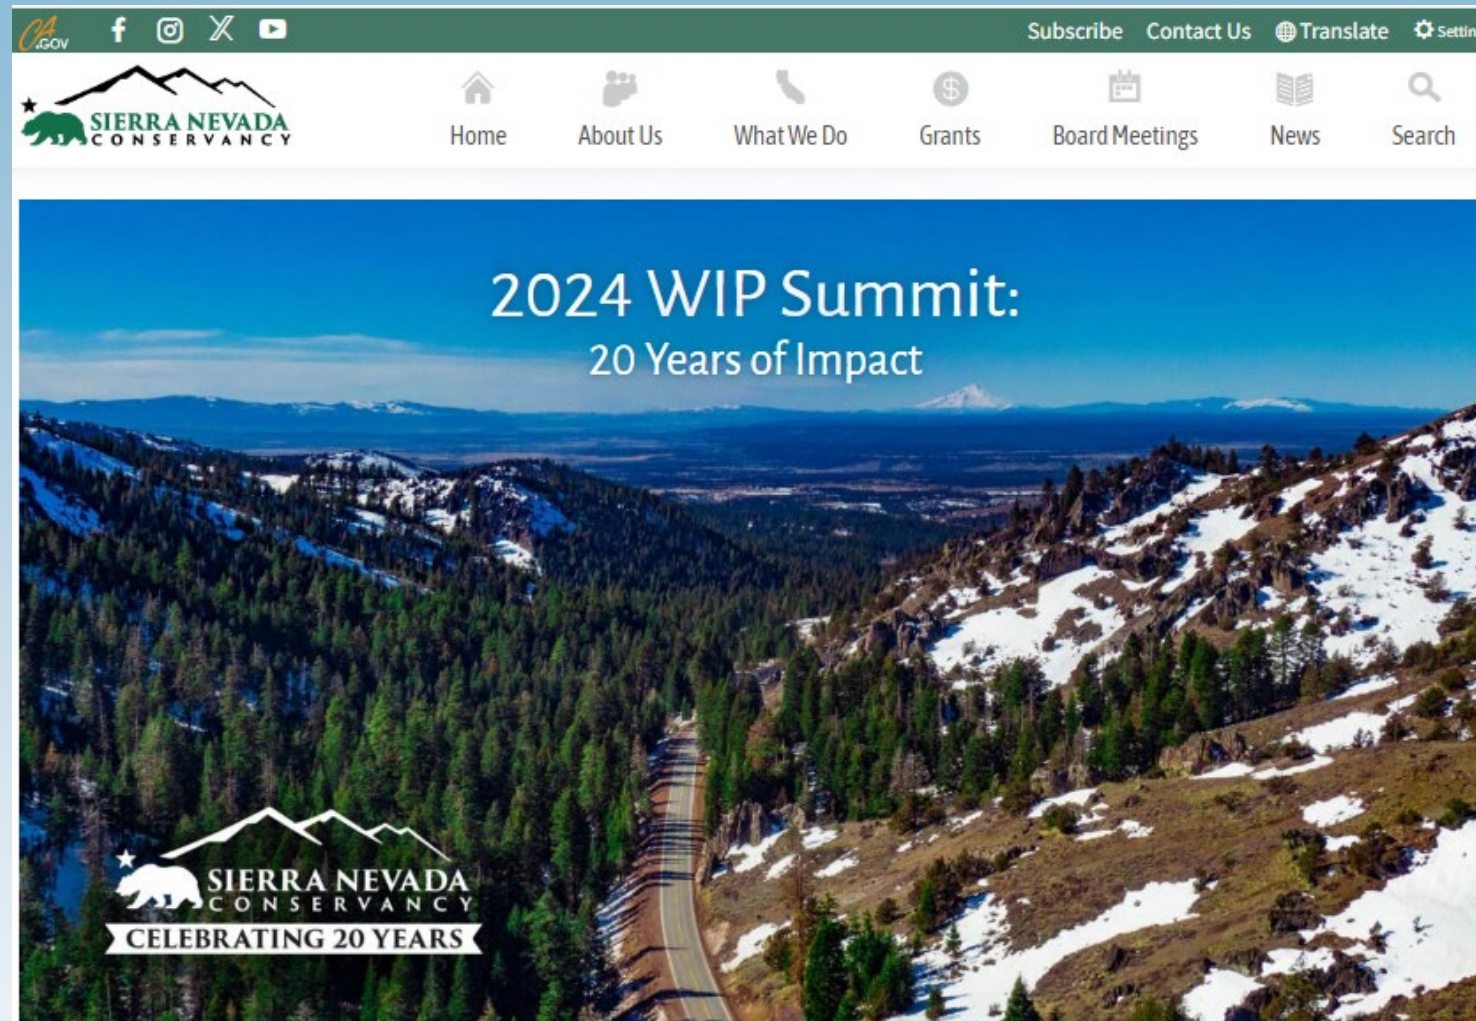 CA
.GOV
Subscribe Contact Us Translate Settin
SIERRA NEVADA
CONSERVANCY
Home About Us What We Do Grants Board Meetings News Search
2024 WIP Summit:
20 Years of Impact
SIERRA NEVADA
CONSERVANCY
CELEBRATING 20 YEARS